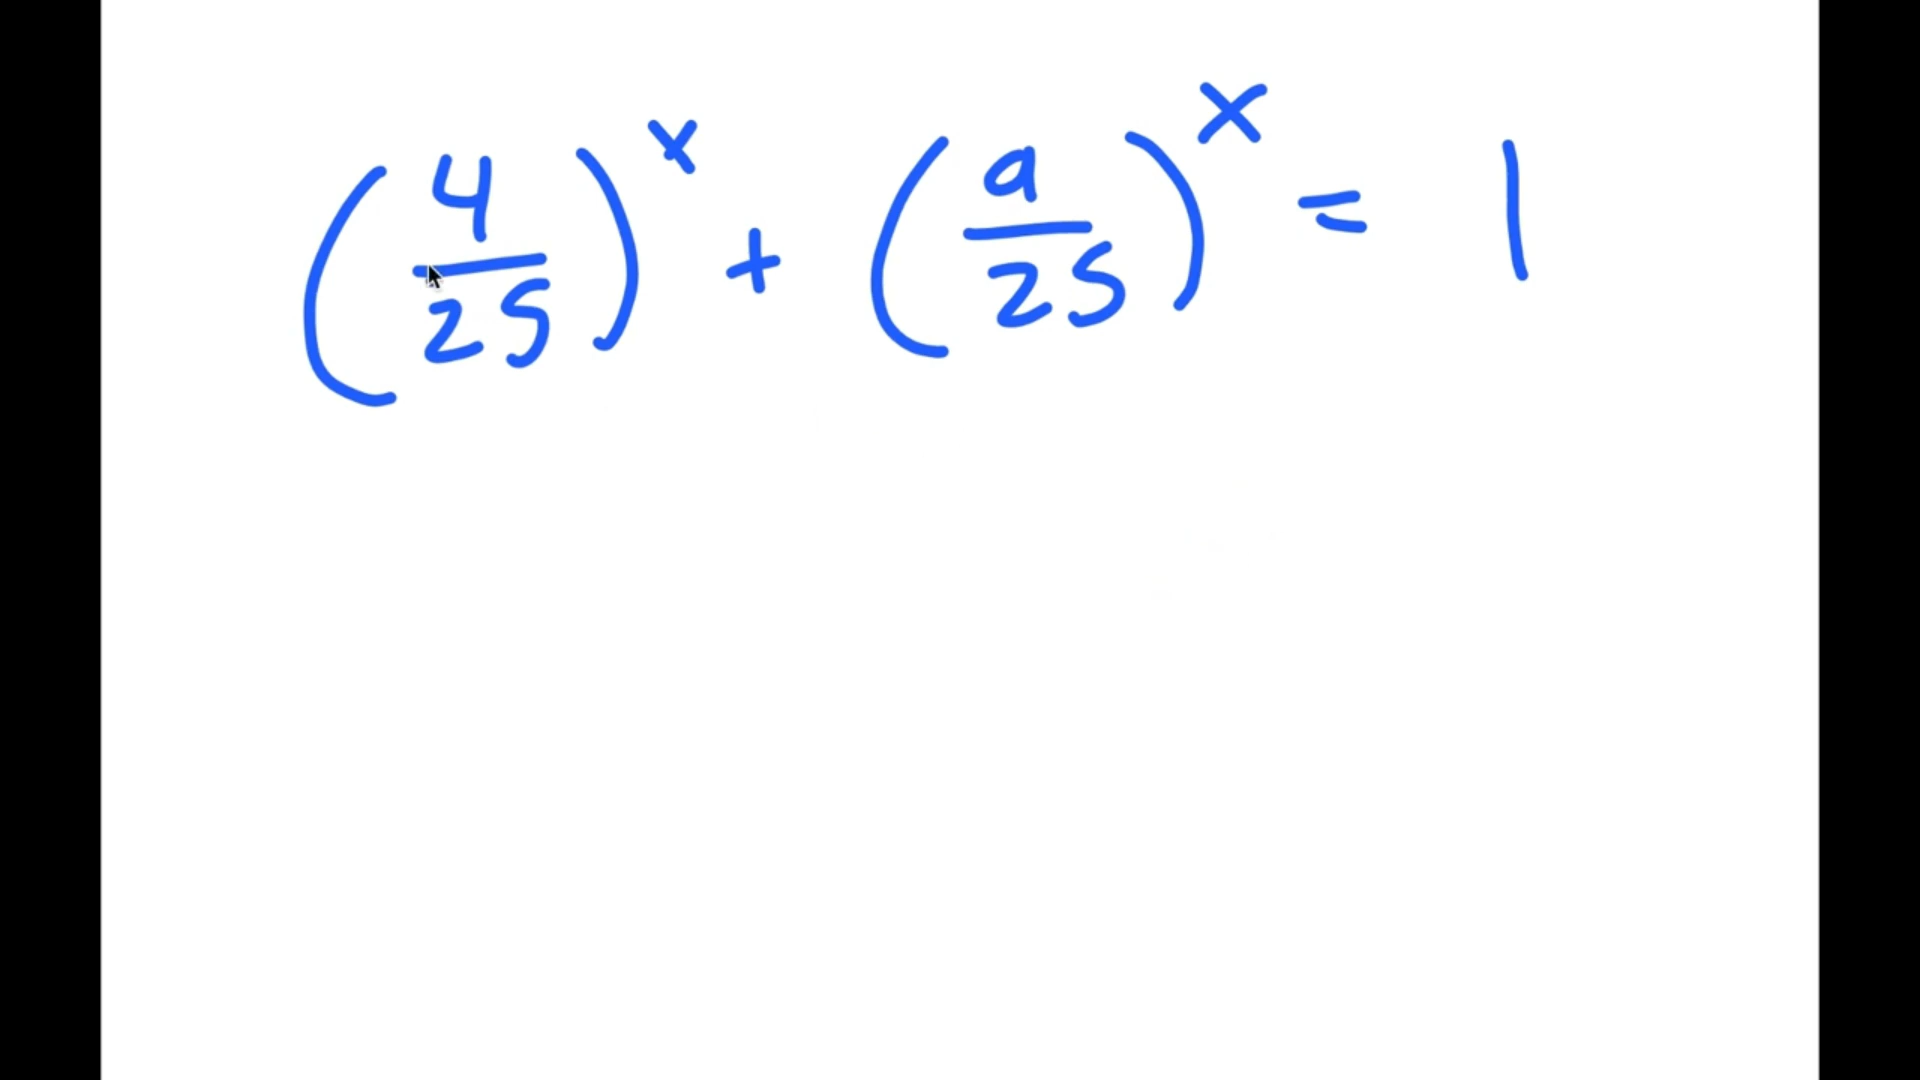 (4/25)^x + (9/25)^x = 1